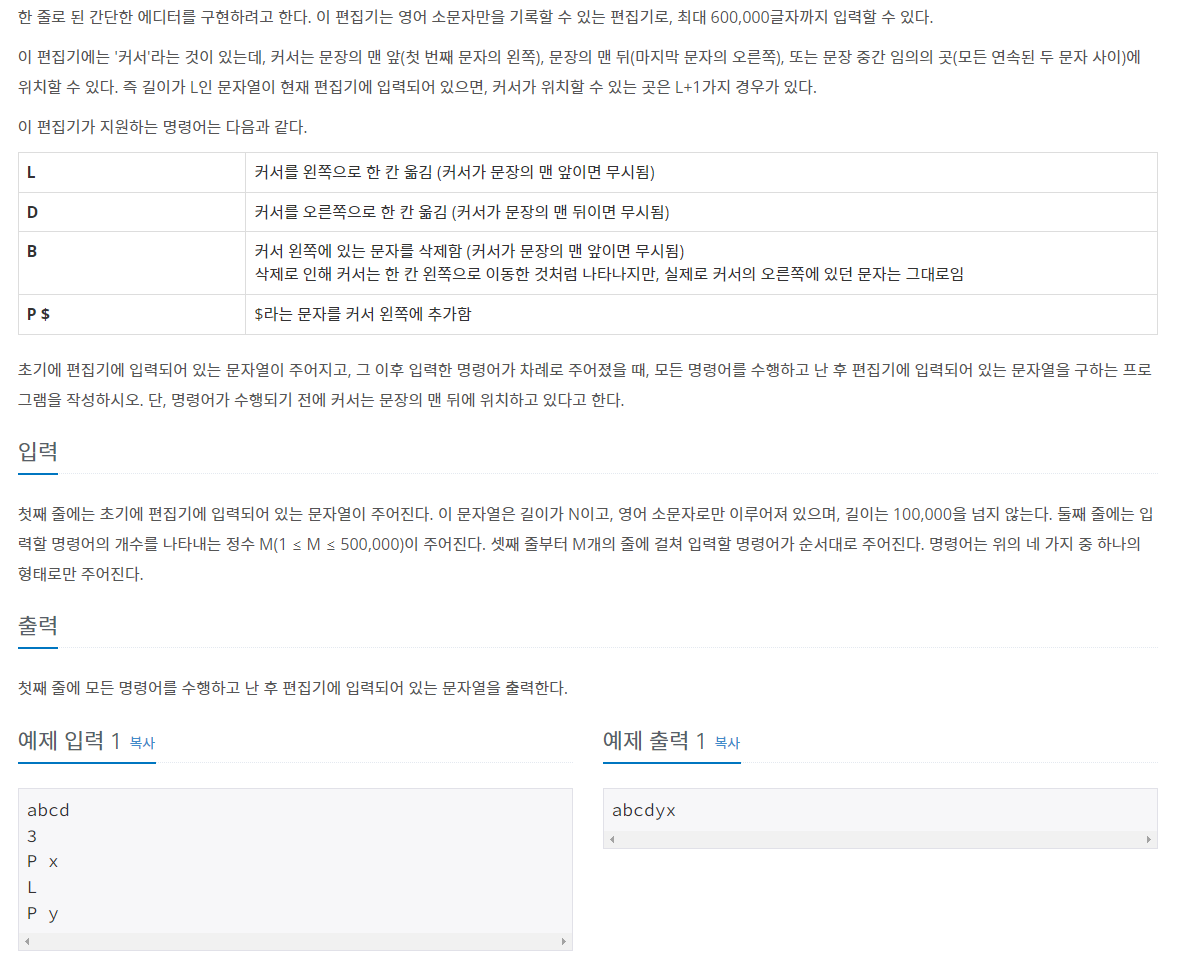 한 줄로 된 간단한 에디터를 구현하려고 한다. 이 편집기는 영어 소문자만을 기록할 수 있는 편집기로, 최대 600,000글자까지 입력할 수 있다.
이 편집기에는 '커서'라는 것이 있는데, 커서는 문장의 맨 앞(첫 번째 문자의 왼쪽), 문장의 맨 뒤(마지막 문자의 오른쪽), 또는 문장 중간 임의의 곳(모든 연속된 두 문자 사이)에
위치할 수 있다. 즉 길이가 L인 문자열이 현재 편집기에 입력되어 있으면, 커서가 위치할 수 있는 곳은 L+1가지 경우가 있다.
이 편집기가 지원하는 명령어는 다음과 같다.
L 커서를 왼쪽으로 한 칸 옮김 (커서가 문장의 맨 앞이면 무시됨)
D 커서를 오른쪽으로 한 칸 옮김 (커서가 문장의 맨 뒤이면 무시됨)
B 커서 왼쪽에 있는 문자를 삭제함 (커서가 문장의 맨 앞이면 무시됨)
삭제로 인해 커서는 한 칸 왼쪽으로 이동한 것처럼 나타나지만, 실제로 커서의 오른쪽에 있던 문자는 그대로임
P $ $라는 문자를 커서 왼쪽에 추가함
초기에 편집기에 입력되어 있는 문자열이 주어지고, 그 이후 입력한 명령어가 차례로 주어졌을 때, 모든 명령어를 수행하고 난 후 편집기에 입력되어 있는 문자열을 구하는 프로
그램을 작성하시오. 단, 명령어가 수행되기 전에 커서는 문장의 맨 뒤에 위치하고 있다고 한다.
입력
첫째 줄에는 초기에 편집기에 입력되어 있는 문자열이 주어진다. 이 문자열은 길이가 N이고, 영어 소문자로만 이루어져 있으며, 길이는 100,000을 넘지 않는다. 둘째 줄에는 입
력할 명령어의 개수를 나타내는 정수 M(1 ≤ M ≤ 500,000)이 주어진다. 셋째 줄부터 M개의 줄에 걸쳐 입력할 명령어가 순서대로 주어진다. 명령어는 위의 네 가지 중 하나의
형태로만 주어진다.
출력
첫째 줄에 모든 명령어를 수행하고 난 후 편집기에 입력되어 있는 문자열을 출력한다.
예제 입력 1 복사
abcd
3
P x
L
P y
예제 출력 1 복사
abcdyx